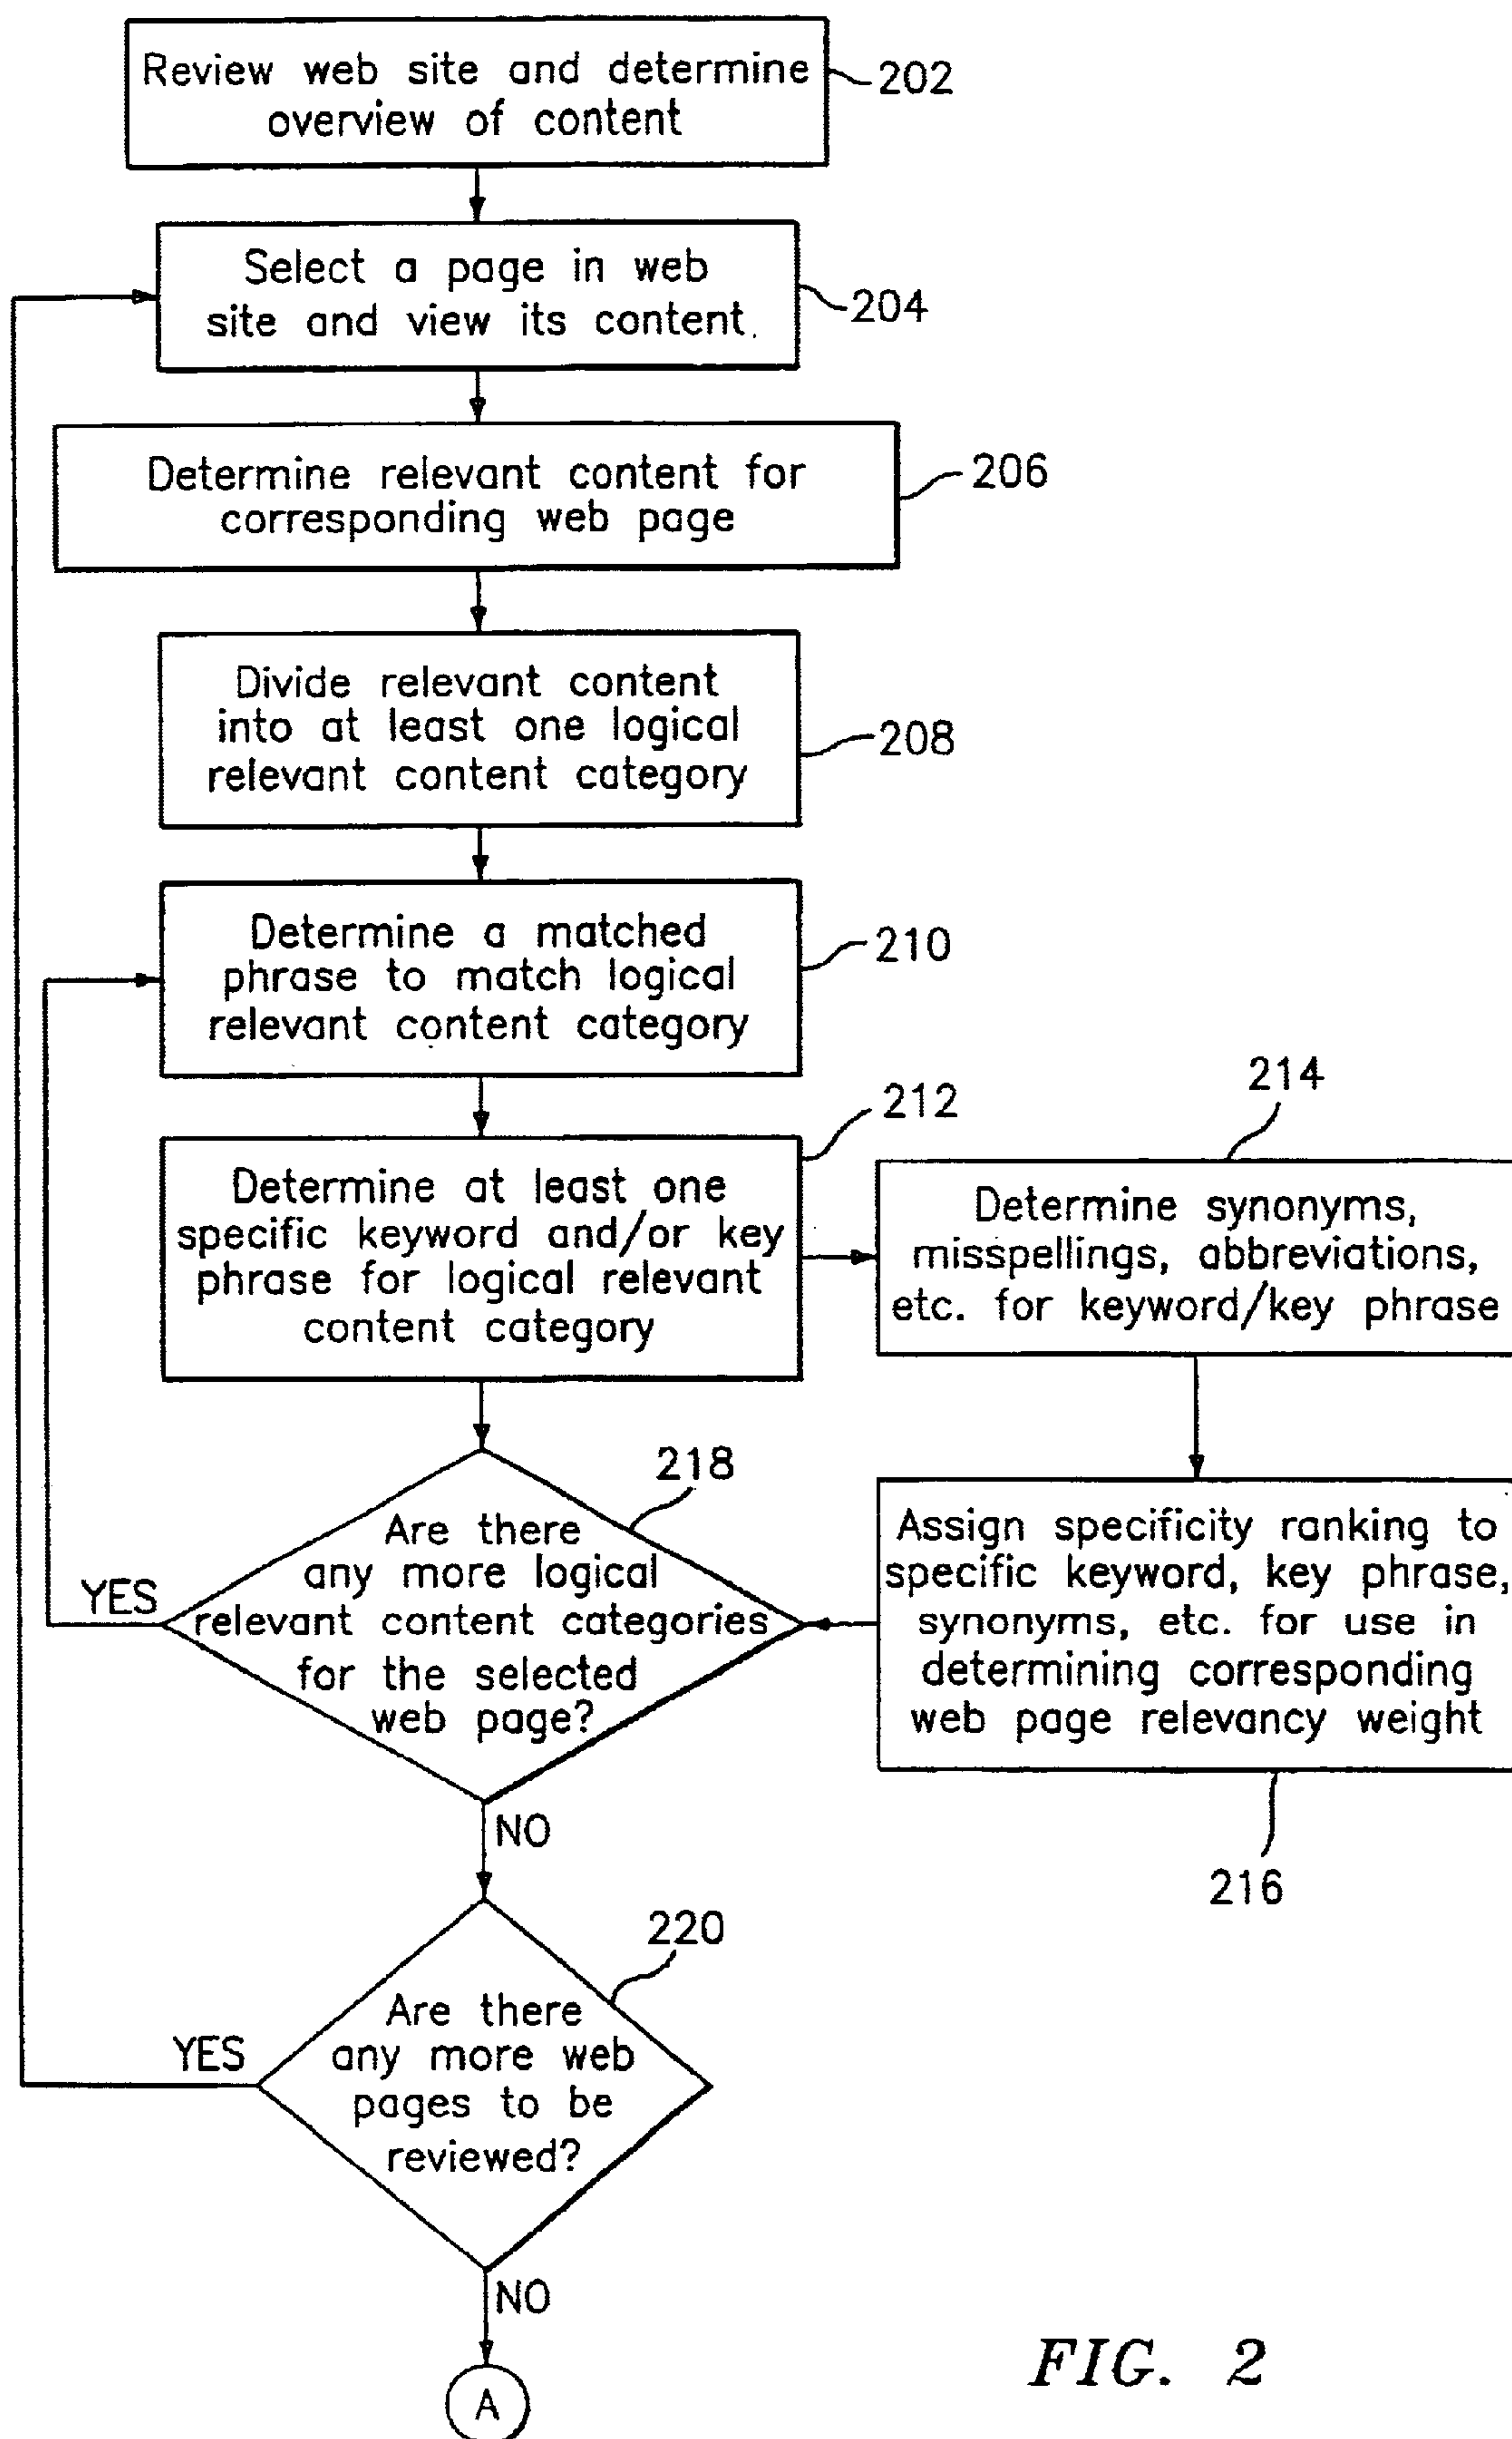 Review web site and determine
overview of content
202
Select a page in web
site and view its content.
204
Determine relevant content for
corresponding web page
206
Divide relevant content
into at least one logical
relevant content category
208
Determine a matched
phrase to match logical
relevant content category
210
Determine at least one
specific keyword and/or key
phrase for logical relevant
content category
212
Determine synonyms,
misspellings, abbreviations,
etc. for keyword/key phrase
214
Assign specificity ranking to
specific keyword, key phrase,
synonyms, etc. for use in
determining corresponding
web page relevancy weight
216
Are there
any more logical
relevant content categories
for the selected
web page?
218
YES
NO
Are there
any more web
pages to be
reviewed?
220
YES
NO
A
FIG. 2